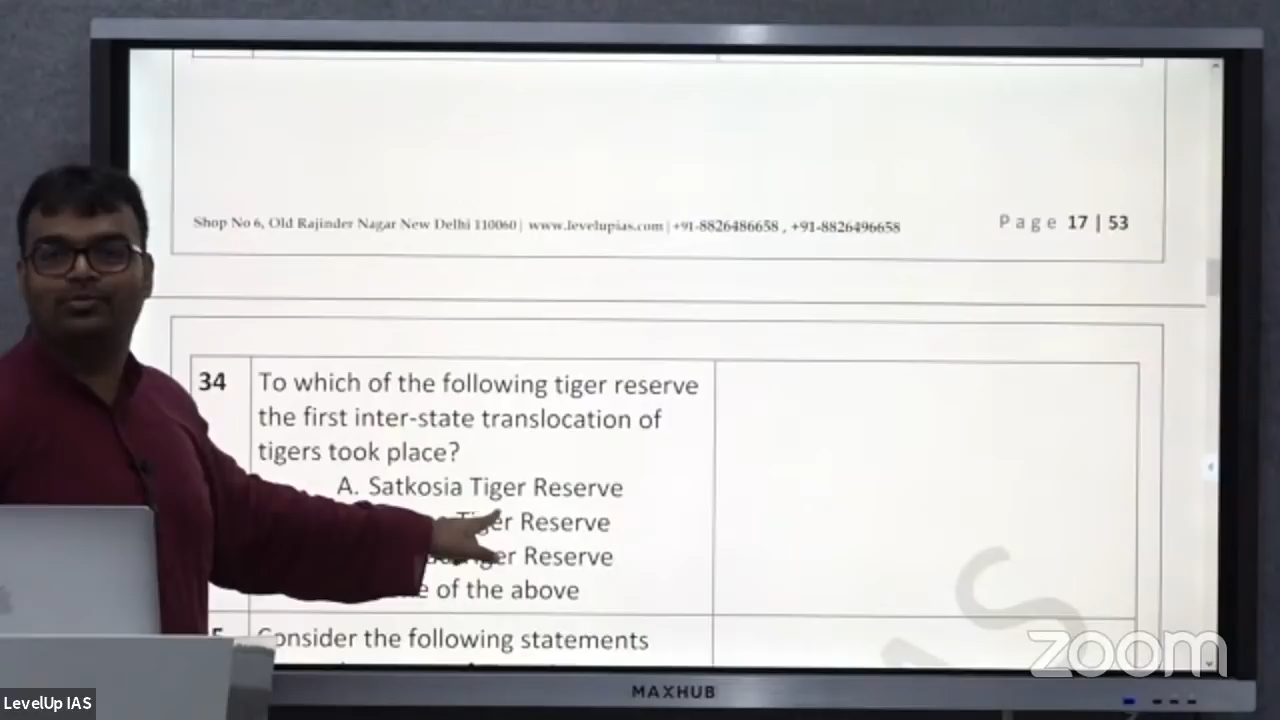 Shop No 6, Old Rajinder Nagar New Delhi 110060 | www.levelupias.com | +91-8826486658 , +91-8826496658
Page 17 | 53
34
To which of the following tiger reserve
the first inter-state translocation of
tigers took place?
A. Satkosia Tiger Reserve
Tiger Reserve
Reserve
of the above
Consider the following statements
zoom
MAXHUB
LevelUp IAS